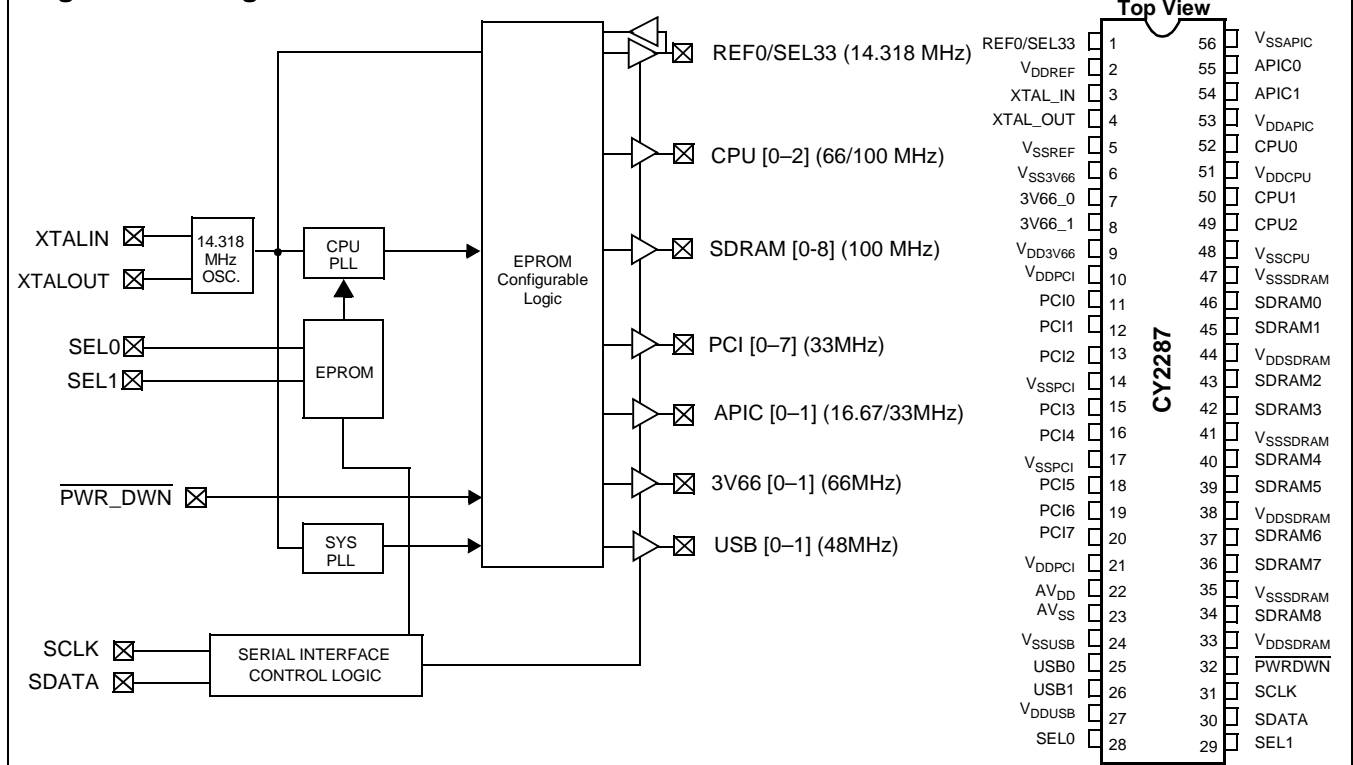 Top View
REF0/SEL33 (14.318 MHz)
CPU [0–2] (66/100 MHz)
SDRAM [0-8] (100 MHz)
PCI [0–7] (33MHz)
APIC [0–1] (16.67/33MHz)
3V66 [0–1] (66MHz)
USB [0–1] (48MHz)
XTALIN
XTALOUT
14.318
MHz
OSC.
CPU
PLL
EPROM
Configurable
Logic
SEL0
SEL1
EPROM
PWR_DWN
SYS
PLL
SCLK
SDATA
SERIAL INTERFACE
CONTROL LOGIC
CY2287
REF0/SEL33 1
VDDREF 2
XTAL_IN 3
XTAL_OUT 4
VSSREF 5
VSS3V66 6
3V66_0 7
3V66_1 8
VDD3V66 9
VDDPCI 10
PCI0 11
PCI1 12
PCI2 13
VSSPCI 14
PCI3 15
PCI4 16
VSSPCI 17
PCI5 18
PCI6 19
PCI7 20
VDDPCI 21
AVDD 22
AVSS 23
VSSUSB 24
USB0 25
USB1 26
VDDUSB 27
SEL0 28
56 VSSAPIC
55 APIC0
54 APIC1
53 VDDAPIC
52 CPU0
51 VDDCPU
50 CPU1
49 CPU2
48 VSSCPU
47 VSSSDRAM
46 SDRAM0
45 SDRAM1
44 VDDSDRAM
43 SDRAM2
42 SDRAM3
41 VSSSDRAM
40 SDRAM4
39 SDRAM5
38 VDDSDRAM
37 SDRAM6
36 SDRAM7
35 VSSSDRAM
34 SDRAM8
33 VDDSDRAM
32 PWRDWN
31 SCLK
30 SDATA
29 SEL1